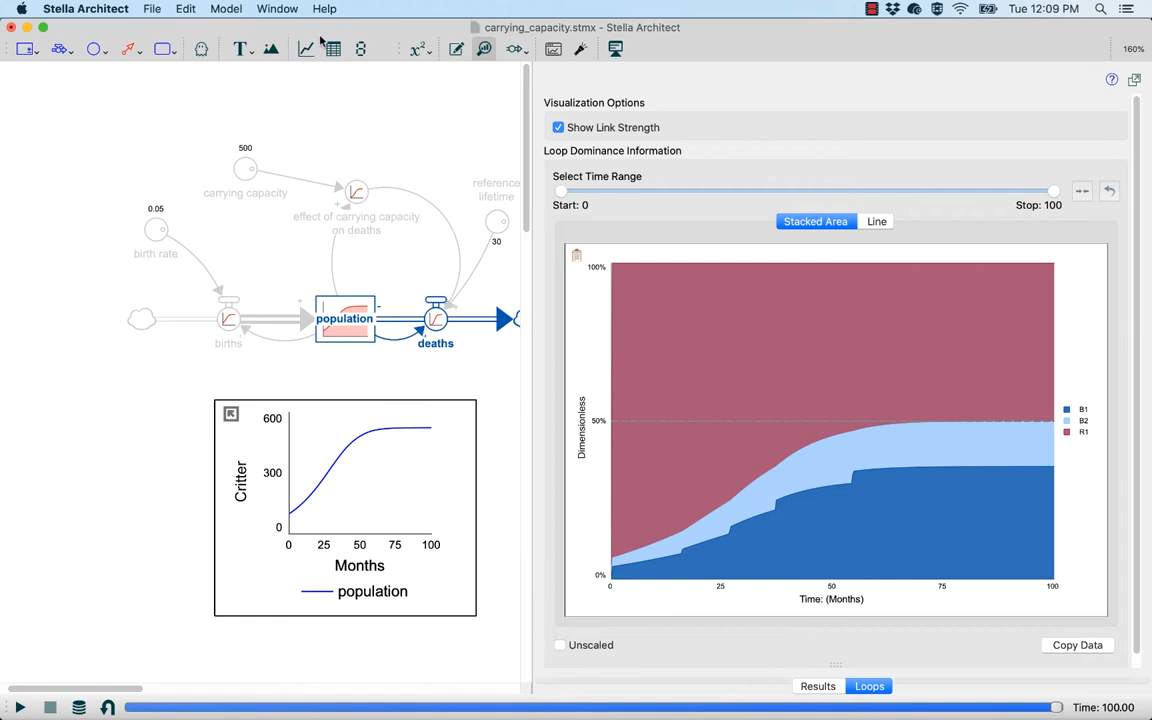 Stella Architect File Edit Model Window Help Tue 12:09 PM
carrying_capacity.stmx - Stella Architect
T x² 160%
500
carrying capacity
reference
lifetime
effect of carrying capacity
on deaths
0.05
birth rate
30
+
+
-
population
births
deaths
600
300
0
Critter
0 25 50 75 100
Months
population
Visualization Options
Show Link Strength
Loop Dominance Information
Select Time Range
Start: 0 Stop: 100
Stacked Area Line
100%
50%
0%
Dimensionless
B1
B2
R1
0 25 50 75 100
Time: (Months)
Unscaled Copy Data
Results Loops
Time: 100.00